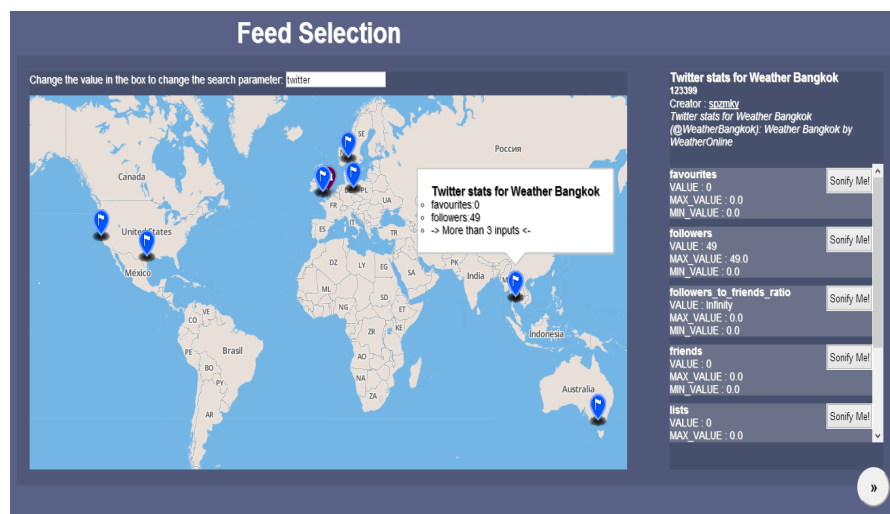 Feed Selection
Change the value in the box to change the search parameter: twitter
Canada
United States
México
VE
CO
PE
Brasil
BO
PY
AR
SE
Россия
PL
UA
FR
ES
IT
TR
DZ
LY
EG
SA
ML
NG
SD
ET
ZR
KE
AO
NA
ZA
PK
India
Indonesia
Australia
Twitter stats for Weather Bangkok
favourites:0
followers:49
-> More than 3 inputs <-
Twitter stats for Weather Bangkok
123399
Creator : spzmky
Twitter stats for Weather Bangkok
(@WeatherBangkok): Weather Bangkok by
WeatherOnline
favourites
Sonify Me!
VALUE : 0
MAX_VALUE : 0.0
MIN_VALUE : 0.0
followers
Sonify Me!
VALUE : 49
MAX_VALUE : 49.0
MIN_VALUE : 0.0
followers_to_friends_ratio
Sonify Me!
VALUE : Infinity
MAX_VALUE : 0.0
MIN_VALUE : 0.0
friends
Sonify Me!
VALUE : 0
MAX_VALUE : 0.0
MIN_VALUE : 0.0
lists
Sonify Me!
VALUE : 0
MAX_VALUE : 0.0
»